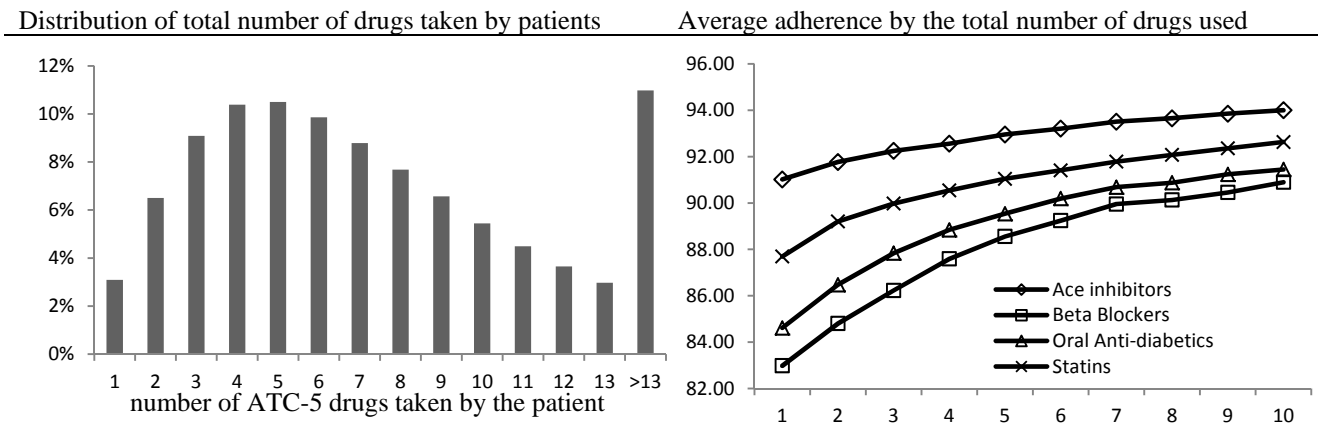 Distribution of total number of drugs taken by patients
12%
10%
8%
6%
4%
2%
0%
1 2 3 4 5 6 7 8 9 10 11 12 13 >13
number of ATC-5 drugs taken by the patient
Average adherence by the total number of drugs used
96.00
94.00
92.00
90.00
88.00
86.00
84.00
82.00
Ace inhibitors
Beta Blockers
Oral Anti-diabetics
Statins
1 2 3 4 5 6 7 8 9 10